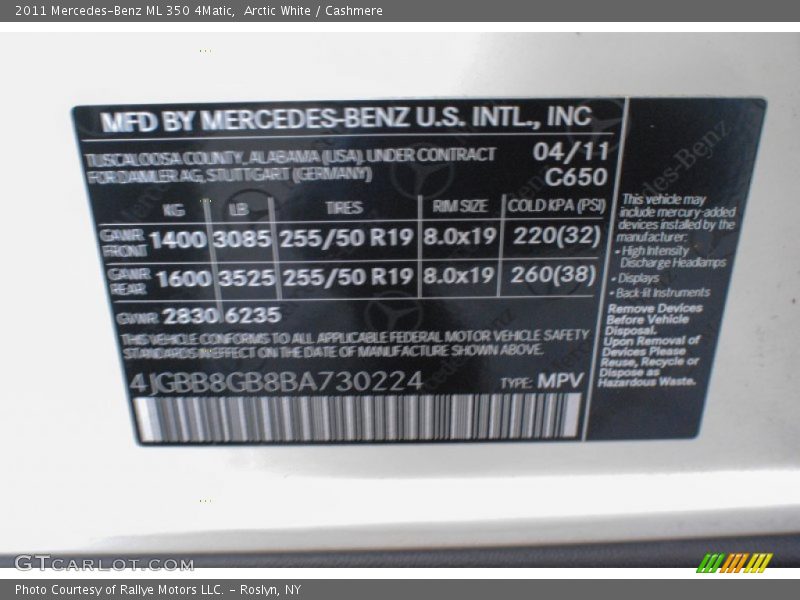 2011 Mercedes-Benz ML 350 4Matic, Arctic White / Cashmere
MFD BY MERCEDES-BENZ U.S. INTL., INC
TUSCALOOSA COUNTY, ALABAMA (USA), UNDER CONTRACT
FOR DAIMLER AG, STUTTGART (GERMANY)
04/11
C650
KG LB TIRES RIM SIZE COLD KPA (PSI)
GAWR FRONT 1400 3085 255/50 R19 8.0x19 220(32)
GAWR REAR 1600 3525 255/50 R19 8.0x19 260(38)
GVWR 2830 6235
THIS VEHICLE CONFORMS TO ALL APPLICABLE FEDERAL MOTOR VEHICLE SAFETY
STANDARDS IN EFFECT ON THE DATE OF MANUFACTURE SHOWN ABOVE.
4JGBB8GB8BA730224 TYPE: MPV
This vehicle may
include mercury-added
devices installed by the
manufacturer:
• High Intensity
Discharge Headlamps
• Displays
• Back-lit Instruments
Remove Devices
Before Vehicle
Disposal.
Upon Removal of
Devices Please
Reuse, Recycle or
Dispose as
Hazardous Waste.
Mercedes-Benz
GTCARLOT.COM
Photo Courtesy of Rallye Motors LLC. - Roslyn, NY